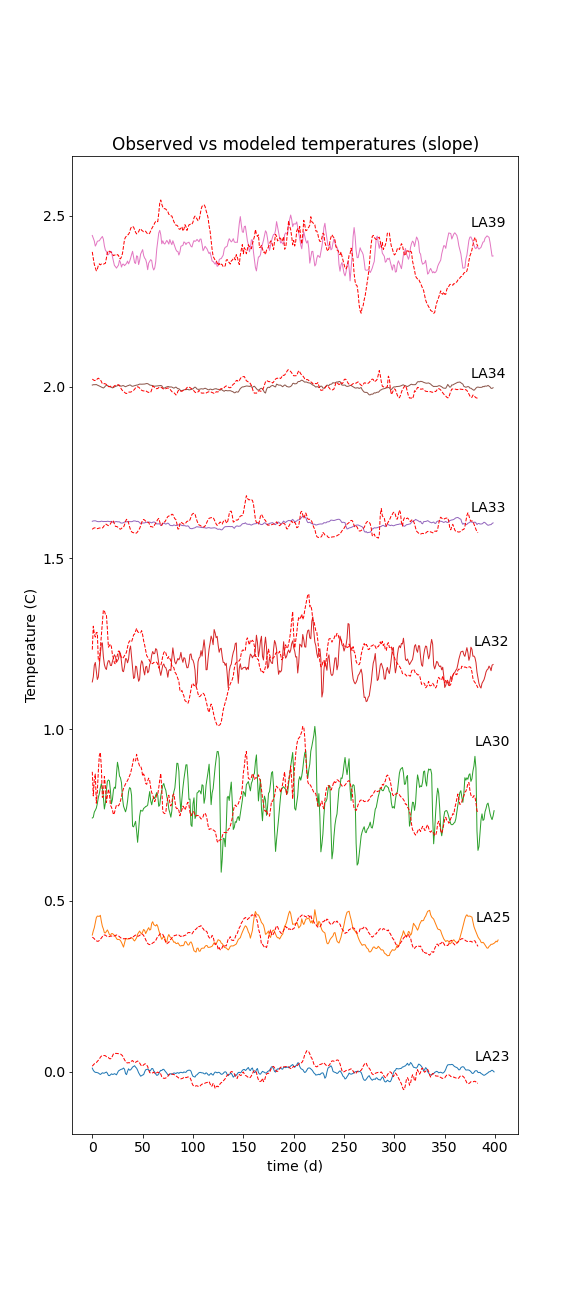 Observed vs modeled temperatures (slope)
LA39
2.5
LA34
2.0
LA33
1.5
LA32
Temperature (C)
1.0
LA30
0.5
LA25
LA23
0.0
0 50 100 150 200 250 300 350 400
time (d)